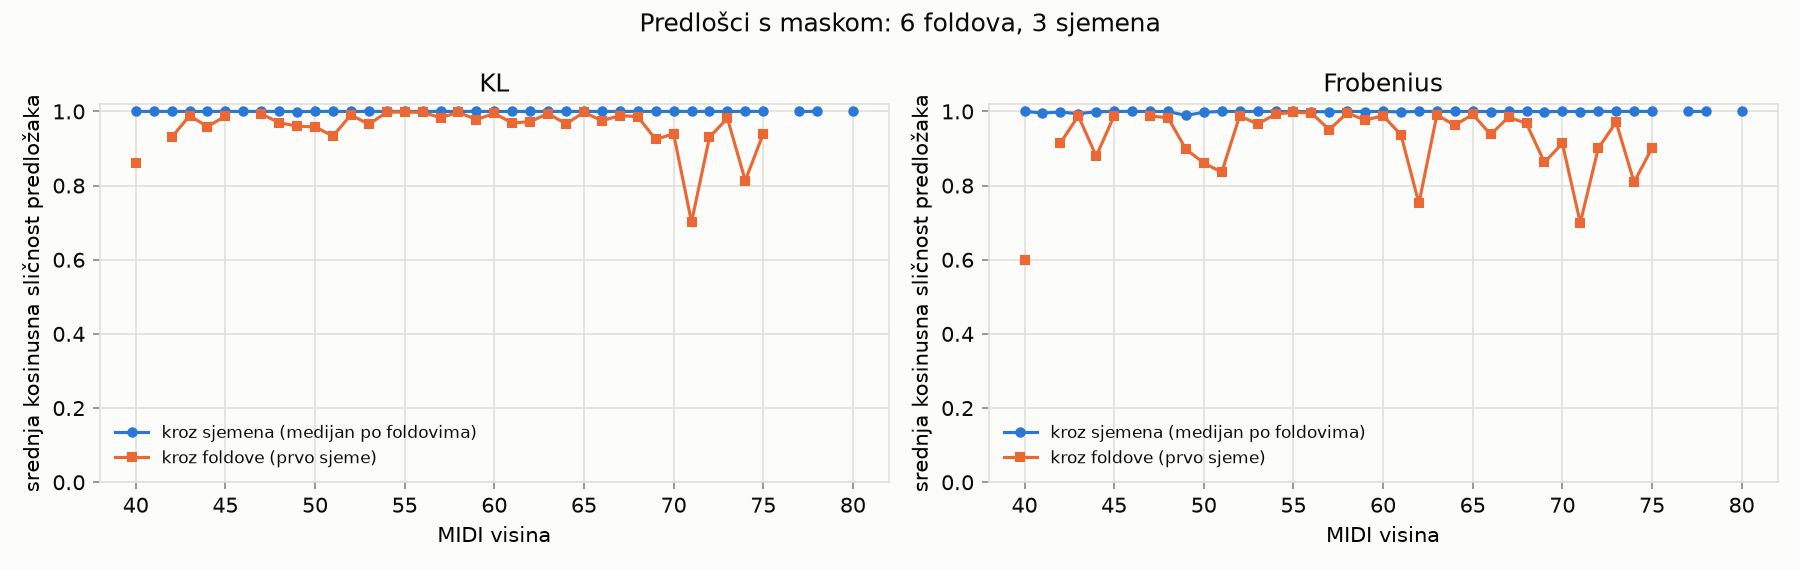 Predlošci s maskom: 6 foldova, 3 sjemena
KL
srednja kosinusna sličnost predložaka
1.0
0.8
0.6
0.4
0.2
0.0
kroz sjemena (medijan po foldovima)
kroz foldove (prvo sjeme)
40 45 50 55 60 65 70 75 80
MIDI visina
Frobenius
srednja kosinusna sličnost predložaka
1.0
0.8
0.6
0.4
0.2
0.0
kroz sjemena (medijan po foldovima)
kroz foldove (prvo sjeme)
40 45 50 55 60 65 70 75 80
MIDI visina